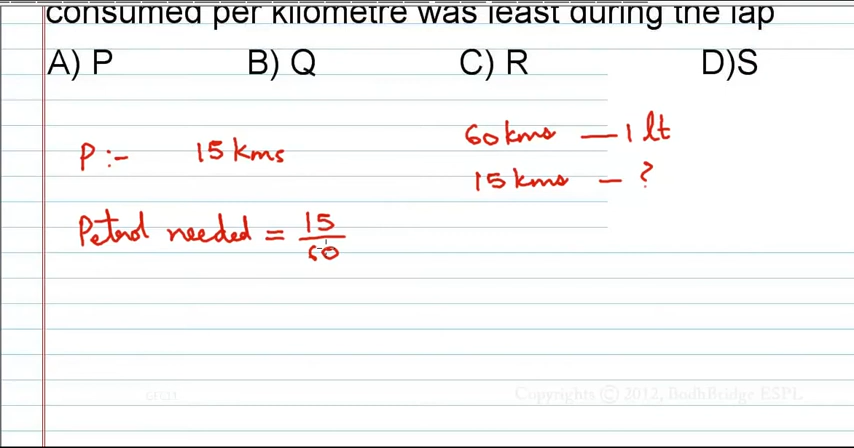 consumed per kilometre was least during the lap
A) P B) Q C) R D)S
P :- 15 kms 60 kms — 1 lt
15 kms — ?
Petrol needed = 15/60
GFG21
Copyrights © 2012, BodhBridge ESPL